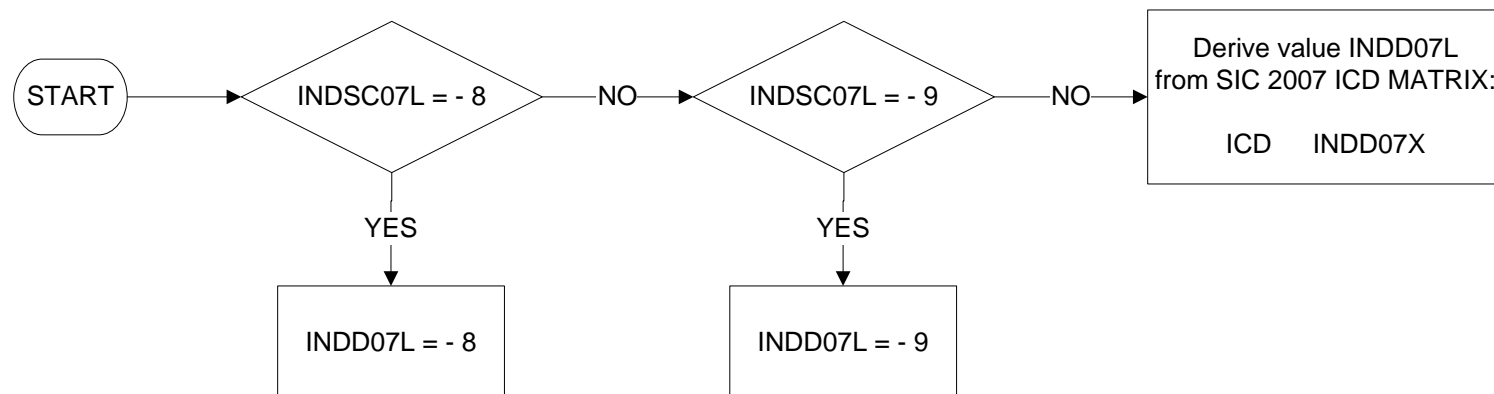 START
INDSC07L = - 8
NO
INDSC07L = - 9
NO
Derive value INDD07L
from SIC 2007 ICD MATRIX:
ICD INDD07X
YES
YES
INDD07L = - 8
INDD07L = - 9